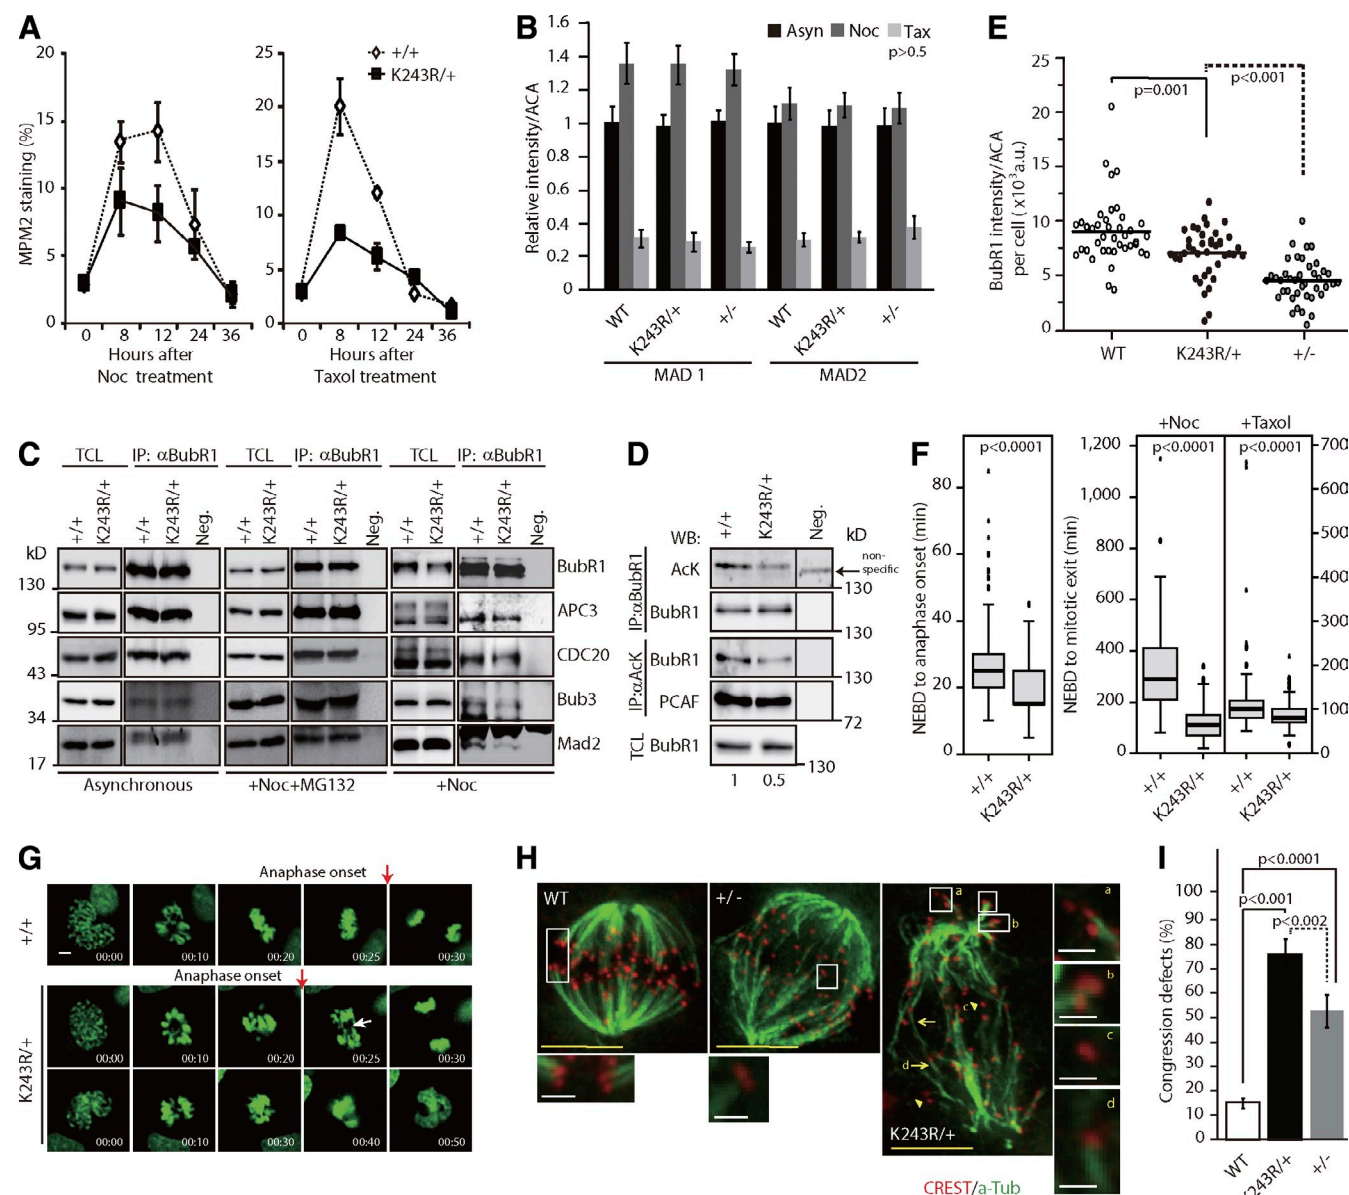 A
20
15
10
5
0
MPM2 staining (%)
0 8 12 24 36
Hours after
Noc treatment
25
20
15
10
5
0
+/+
K243R/+
0 8 12 24 36
Hours after
Taxol treatment
B
1.6
1.4
1.2
1
0.8
0.6
0.4
0.2
0
Relative intensity/ACA
Asyn Noc Tax
p>0.5
WT K243R/+ +/- WT K243R/+ +/-
MAD 1 MAD2
E
25
20
15
10
5
0
BubR1 intensity/ACA
per cell ( x10³a.u.)
p=0.001
p<0.001
WT K243R/+ +/-
C
TCL IP: αBubR1 TCL IP: αBubR1 TCL IP: αBubR1
+/+ K243R/+ +/+ K243R/+ Neg. +/+ K243R/+ +/+ K243R/+ Neg. +/+ K243R/+ +/+ K243R/+ Neg.
kD
130
95
43
34
17
BubR1
APC3
CDC20
Bub3
Mad2
Asynchronous +Noc+MG132 +Noc
D
+/+ K243R/+ Neg.
WB: kD
IP:αBubR1
AcK
non-
specific
130
BubR1
130
IP:αAcK
BubR1
130
PCAF
72
TCL
BubR1
130
1 0.5
F
p<0.0001
80
60
40
20
0
NEBD to anaphase onset (min)
+/+ K243R/+
+Noc +Taxol
p<0.0001 p<0.0001
1,200
1,000
800
600
400
200
0
NEBD to mitotic exit (min)
700
600
500
400
300
200
100
0
+/+ K243R/+ +/+ K243R/+
G
Anaphase onset
+/+
00:00 00:10 00:20 00:25 00:30
Anaphase onset
K243R/+
00:00 00:10 00:20 00:25 00:30
00:00 00:10 00:30 00:40 00:50
H
WT
+/-
a
b
c
d
K243R/+
a
b
c
d
CREST/a-Tub
I
p<0.0001
p<0.001
p<0.002
100
90
80
70
60
50
40
30
20
10
0
Congression defects (%)
WT K243R/+ +/-